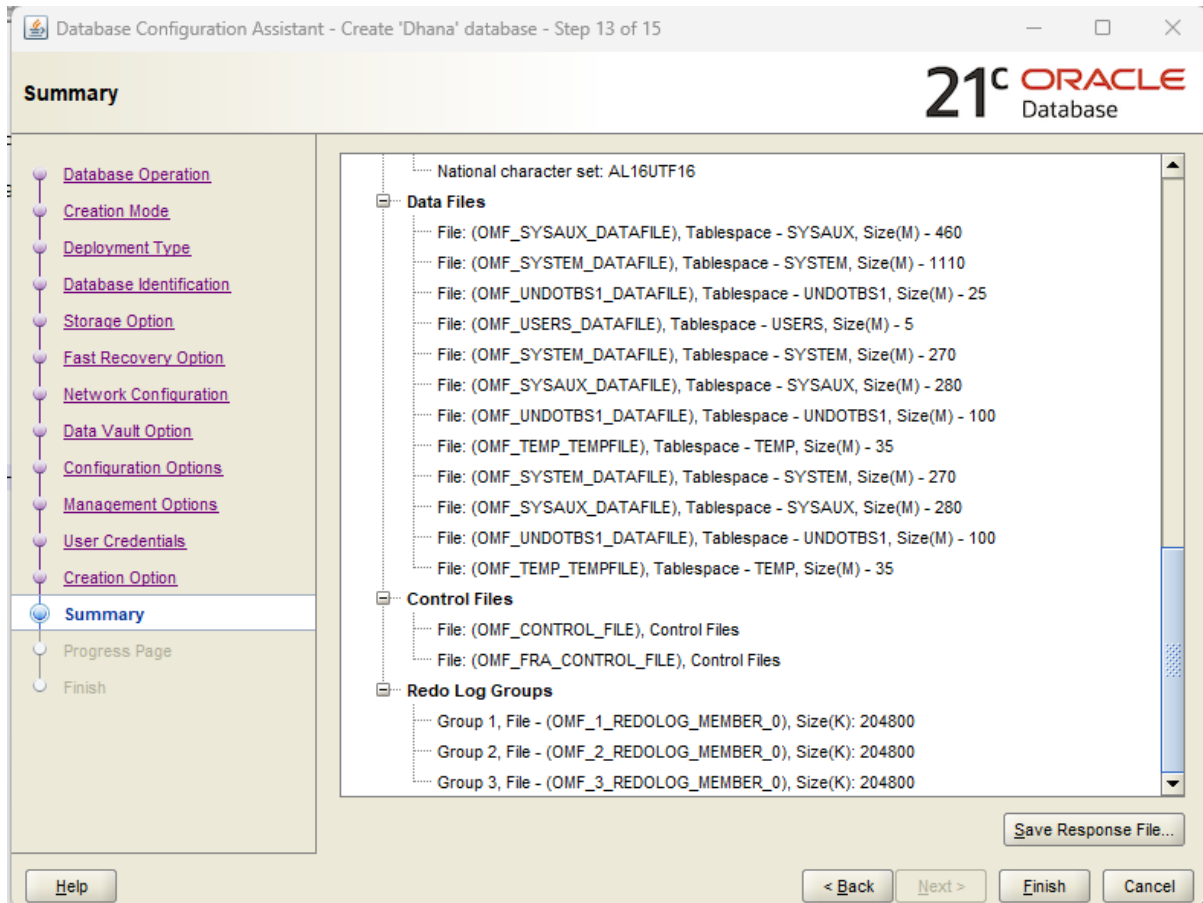 Database Configuration Assistant - Create 'Dhana' database - Step 13 of 15
Summary
21c ORACLE
Database
Database Operation
Creation Mode
Deployment Type
Database Identification
Storage Option
Fast Recovery Option
Network Configuration
Data Vault Option
Configuration Options
Management Options
User Credentials
Creation Option
Summary
Progress Page
Finish
National character set: AL16UTF16
Data Files
File: (OMF_SYSAUX_DATAFILE), Tablespace - SYSAUX, Size(M) - 460
File: (OMF_SYSTEM_DATAFILE), Tablespace - SYSTEM, Size(M) - 1110
File: (OMF_UNDOTBS1_DATAFILE), Tablespace - UNDOTBS1, Size(M) - 25
File: (OMF_USERS_DATAFILE), Tablespace - USERS, Size(M) - 5
File: (OMF_SYSTEM_DATAFILE), Tablespace - SYSTEM, Size(M) - 270
File: (OMF_SYSAUX_DATAFILE), Tablespace - SYSAUX, Size(M) - 280
File: (OMF_UNDOTBS1_DATAFILE), Tablespace - UNDOTBS1, Size(M) - 100
File: (OMF_TEMP_TEMPFILE), Tablespace - TEMP, Size(M) - 35
File: (OMF_SYSTEM_DATAFILE), Tablespace - SYSTEM, Size(M) - 270
File: (OMF_SYSAUX_DATAFILE), Tablespace - SYSAUX, Size(M) - 280
File: (OMF_UNDOTBS1_DATAFILE), Tablespace - UNDOTBS1, Size(M) - 100
File: (OMF_TEMP_TEMPFILE), Tablespace - TEMP, Size(M) - 35
Control Files
File: (OMF_CONTROL_FILE), Control Files
File: (OMF_FRA_CONTROL_FILE), Control Files
Redo Log Groups
Group 1, File - (OMF_1_REDOLOG_MEMBER_0), Size(K): 204800
Group 2, File - (OMF_2_REDOLOG_MEMBER_0), Size(K): 204800
Group 3, File - (OMF_3_REDOLOG_MEMBER_0), Size(K): 204800
Save Response File...
Help
< Back
Next >
Finish
Cancel